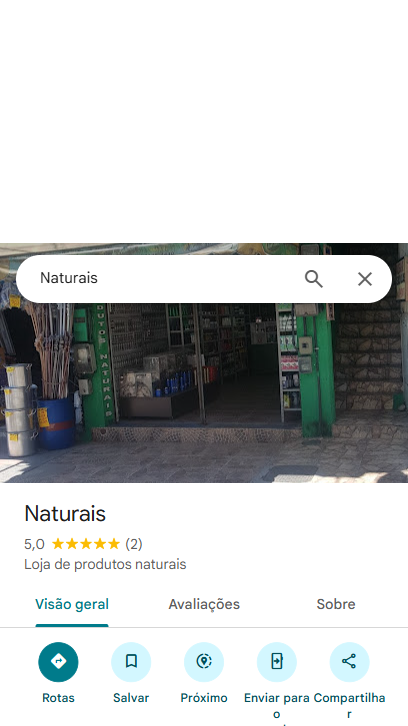 Naturais
NATURAIS
Naturais
5,0 (2)
Loja de produtos naturais
Visão geral
Avaliações
Sobre
Rotas
Salvar
Próximo
Enviar para o
Compartilhar